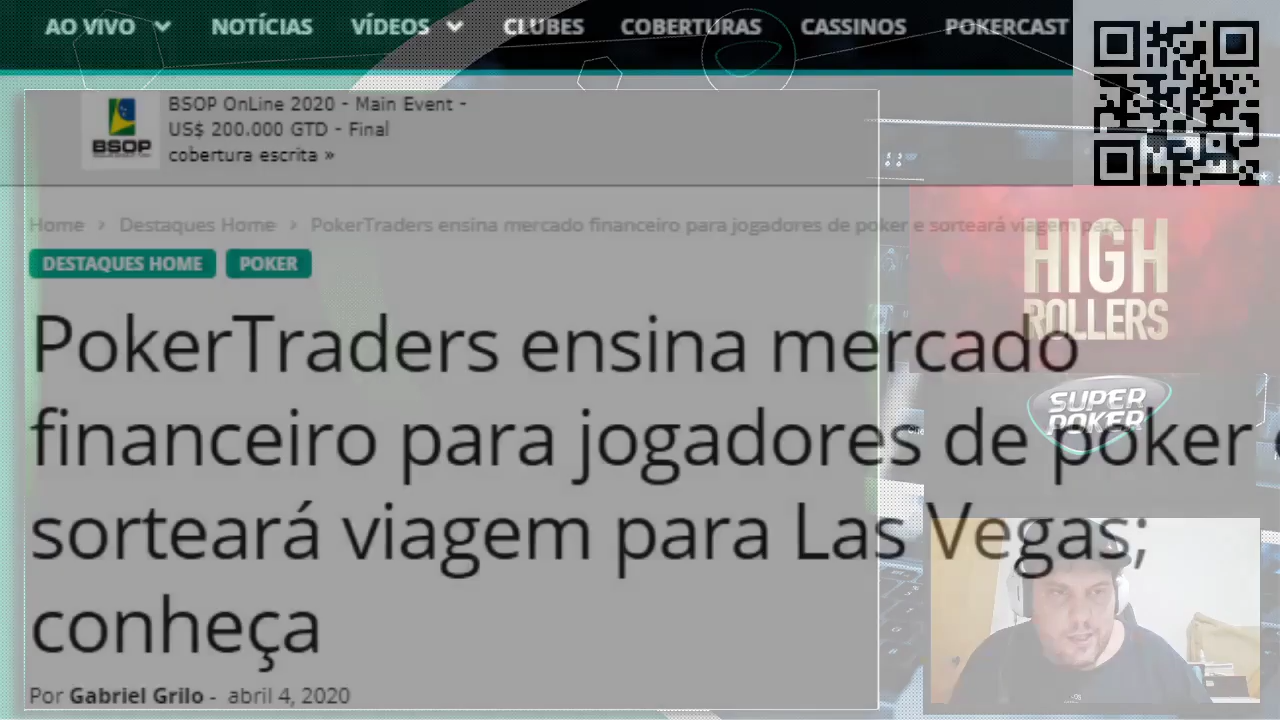 AO VIVO NOTÍCIAS VÍDEOS CLUBES COBERTURAS CASSINOS POKERCAST
BSOP OnLine 2020 - Main Event -
US$ 200.000 GTD - Final
cobertura escrita »
BSOP
Home › Destaques Home › PokerTraders ensina mercado financeiro para jogadores de poker e sorteará viagem para...
DESTAQUES HOME POKER
HIGH
ROLLERS
PokerTraders ensina mercado
financeiro para jogadores de poker e
sorteará viagem para Las Vegas;
conheça
SUPER
POKER
Por Gabriel Grilo - abril 4, 2020